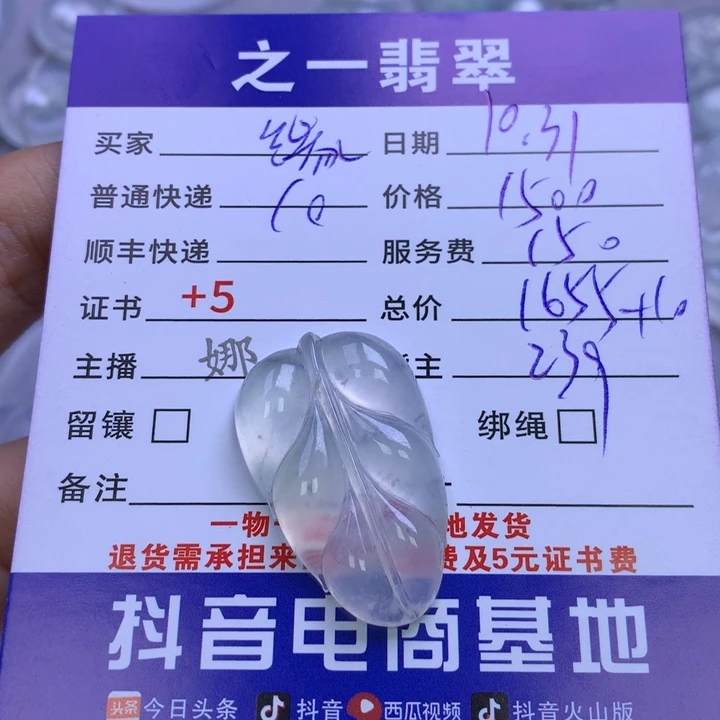 之一翡翠
买家 日期 10.31
普通快递 10 价格 1500
顺丰快递 服务费 150
证书 +5 总价 1655+10
主播 娜 主 239
留镶 绑绳
备注
一物一 地发货
退货需承担来 费及5元证书费
抖音电商基地
头条 今日头条 抖音 西瓜视频 抖音火山版